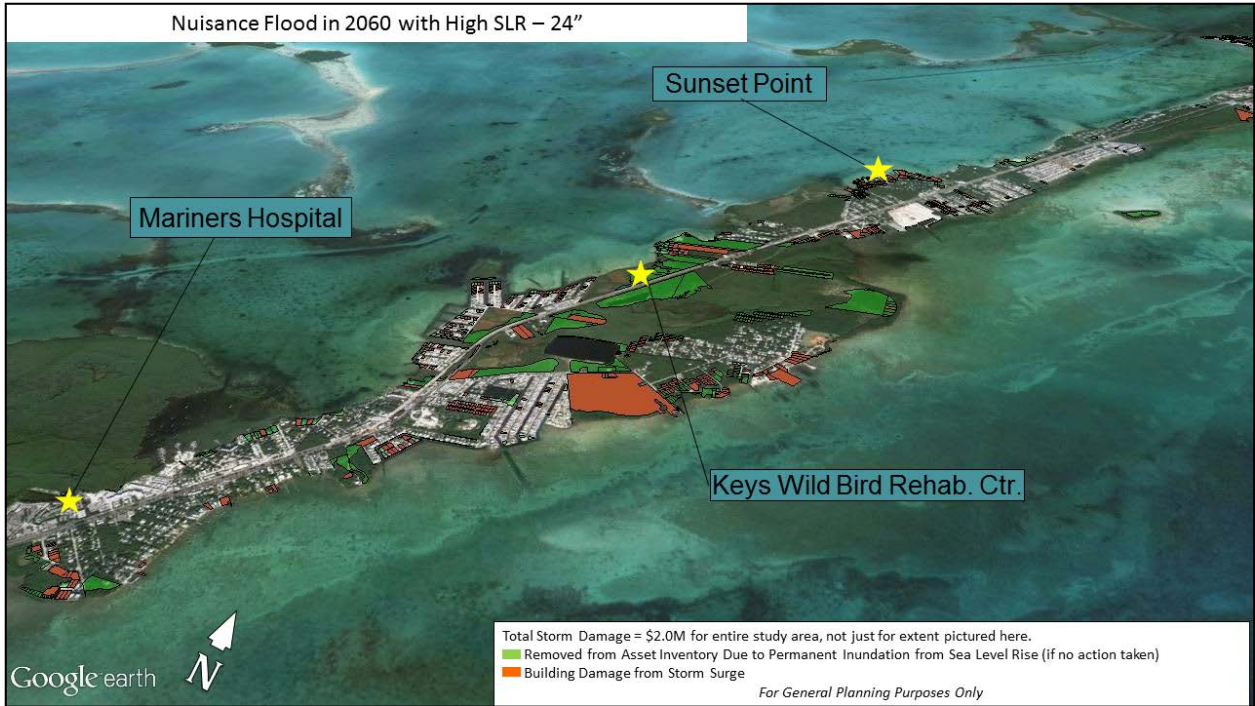 Nuisance Flood in 2060 with High SLR – 24”
Sunset Point
Mariners Hospital
Keys Wild Bird Rehab. Ctr.
Total Storm Damage = $2.0M for entire study area, not just for extent pictured here.
Removed from Asset Inventory Due to Permanent Inundation from Sea Level Rise (if no action taken)
Building Damage from Storm Surge
For General Planning Purposes Only
Google earth
N